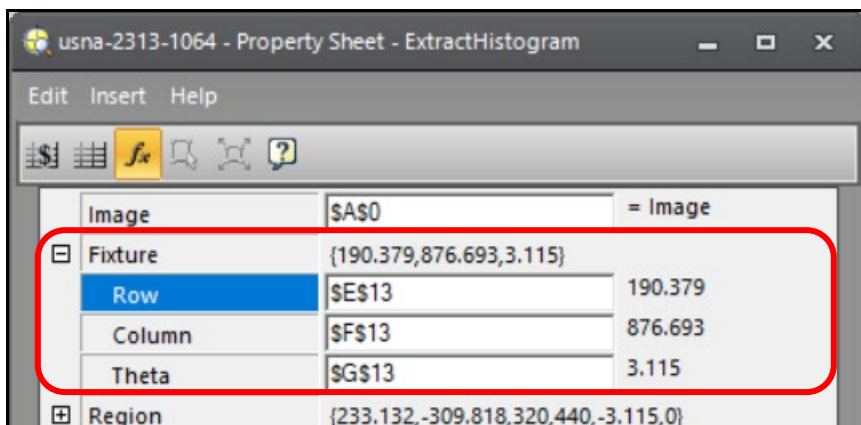 usna-2313-1064 - Property Sheet - ExtractHistogram
Edit Insert Help
$ fx ?
Image $A$0 = Image
Fixture {190.379,876.693,3.115}
Row $E$13 190.379
Column $F$13 876.693
Theta $G$13 3.115
Region {233.132,-309.818,320,440,-3.115,0}